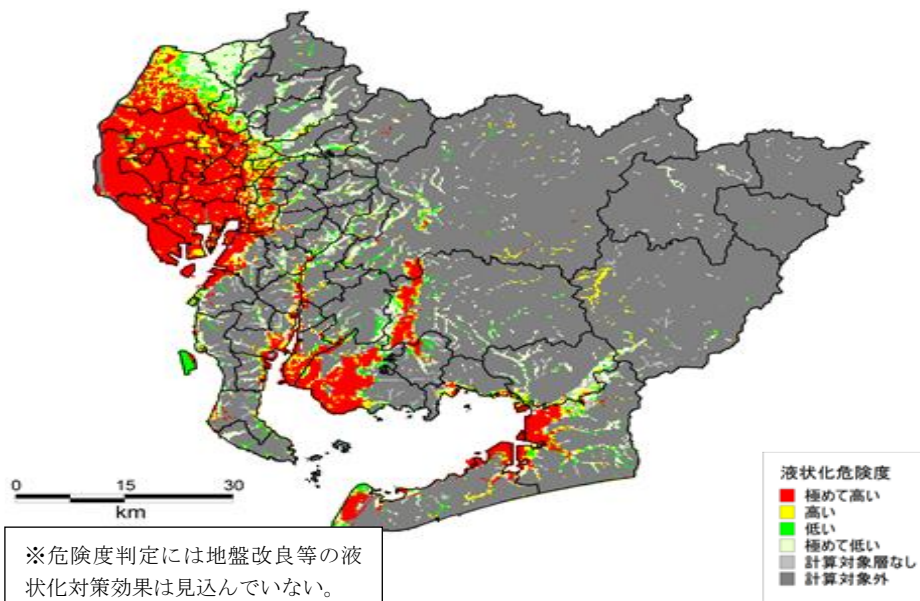 0 15 30
km
※危険度判定には地盤改良等の液
状化対策効果は見込んでいない。
液状化危険度
極めて高い
高い
低い
極めて低い
計算対象層なし
計算対象外